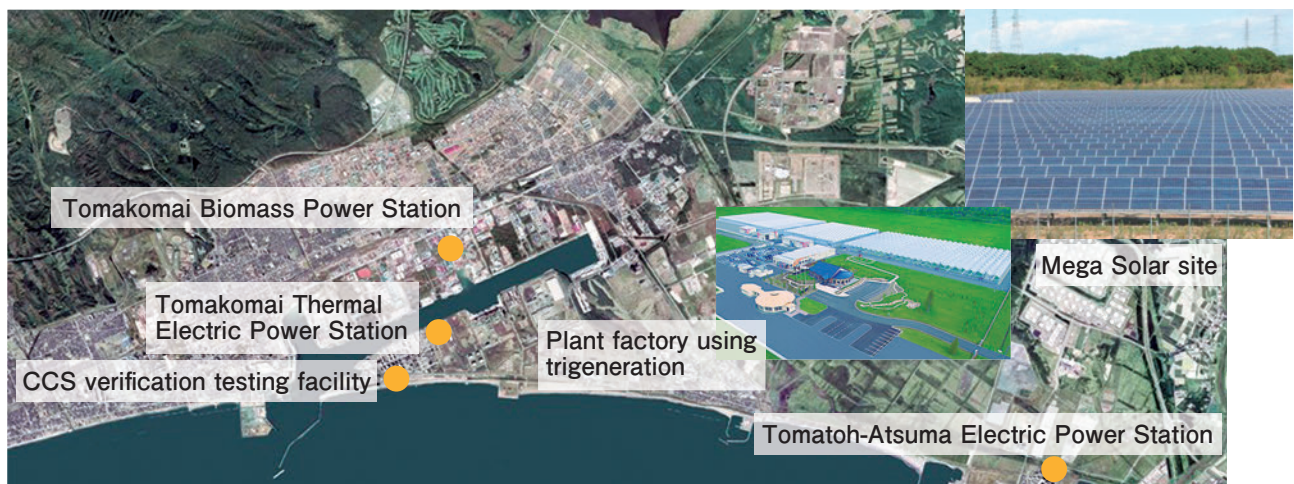 Tomakomai Biomass Power Station
Mega Solar site
Tomakomai Thermal
Electric Power Station
Plant factory using
trigeneration
CCS verification testing facility
Tomatoh-Atsuma Electric Power Station